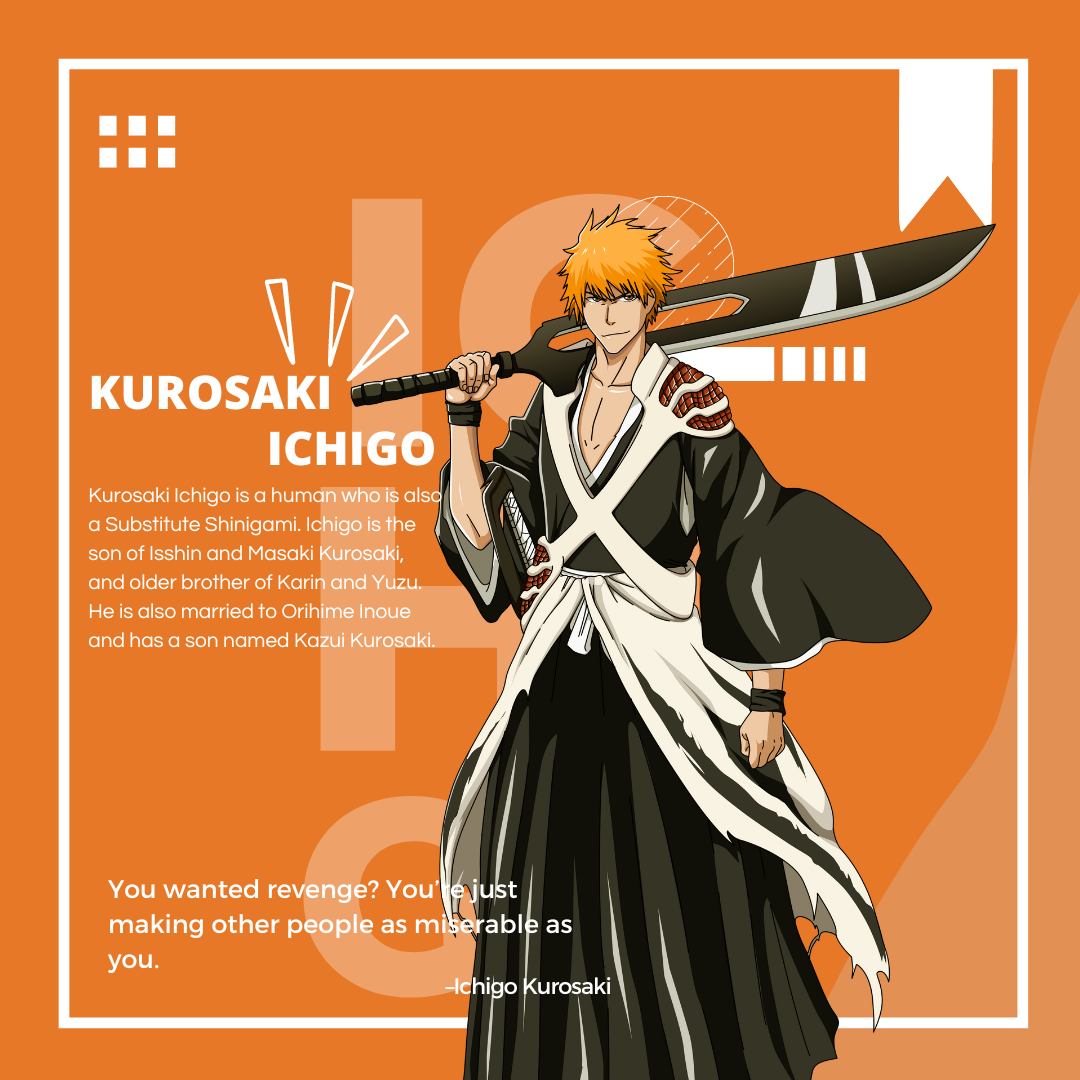 IC
H
G
KUROSAKI
ICHIGO
Kurosaki Ichigo is a human who is also
a Substitute Shinigami. Ichigo is the
son of Isshin and Masaki Kurosaki,
and older brother of Karin and Yuzu.
He is also married to Orihime Inoue
and has a son named Kazui Kurosaki.
You wanted revenge? You're just
making other people as miserable as
you.
–Ichigo Kurosaki